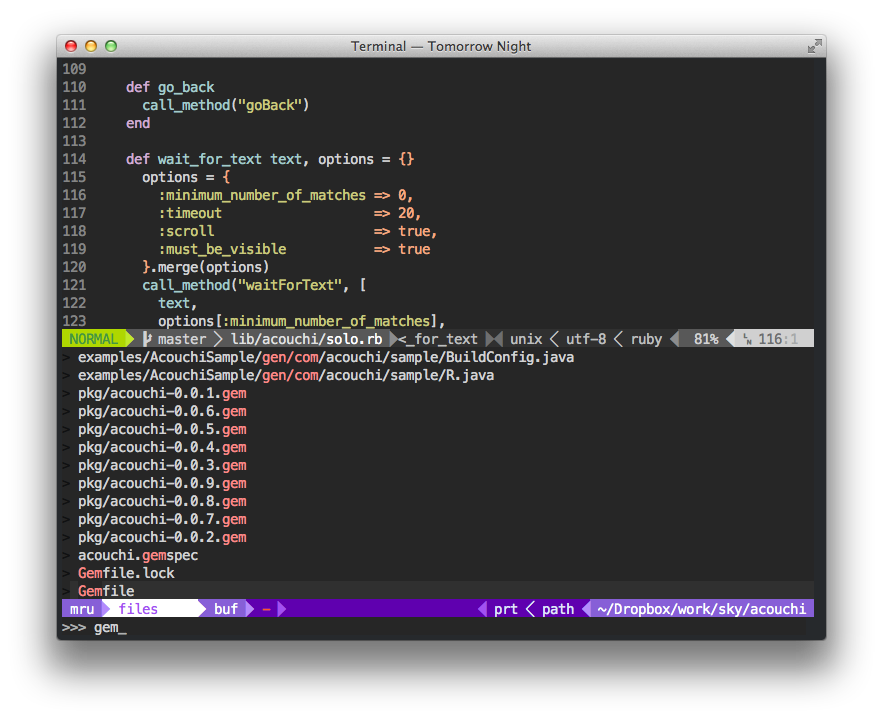 Terminal — Tomorrow Night
109
110 def go_back
111 call_method("goBack")
112 end
113
114 def wait_for_text text, options = {}
115 options = {
116 :minimum_number_of_matches => 0,
117 :timeout => 20,
118 :scroll => true,
119 :must_be_visible => true
120 }.merge(options)
121 call_method("waitForText", [
122 text,
123 options[:minimum_number_of_matches],
NORMAL master lib/acouchi/solo.rb <_for_text unix utf-8 ruby 81% LN 116:1
> examples/AcouchiSample/gen/com/acouchi/sample/BuildConfig.java
> examples/AcouchiSample/gen/com/acouchi/sample/R.java
> pkg/acouchi-0.0.1.gem
> pkg/acouchi-0.0.6.gem
> pkg/acouchi-0.0.5.gem
> pkg/acouchi-0.0.4.gem
> pkg/acouchi-0.0.3.gem
> pkg/acouchi-0.0.9.gem
> pkg/acouchi-0.0.8.gem
> pkg/acouchi-0.0.7.gem
> pkg/acouchi-0.0.2.gem
> acouchi.gemspec
> Gemfile.lock
> Gemfile
mru files buf – prt path ~/Dropbox/work/sky/acouchi
>>> gem_